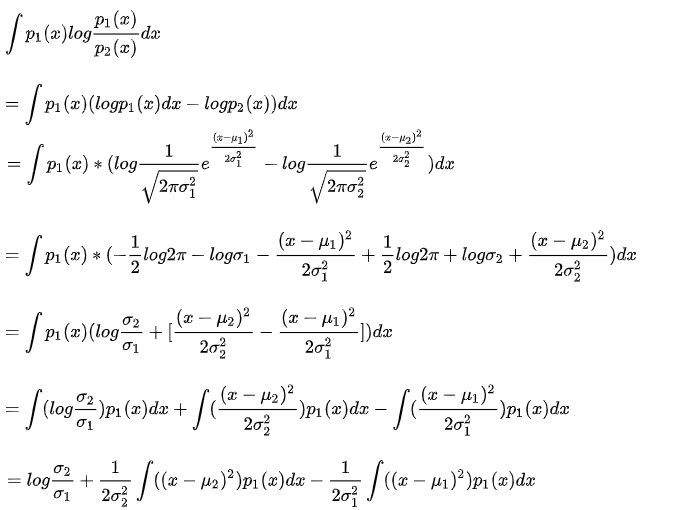 ∫ p₁(x)log p₁(x)/p₂(x) dx
= ∫ p₁(x)(logp₁(x)dx − logp₂(x))dx
= ∫ p₁(x) ∗ (log 1/√(2πσ₁²) e^((x−μ₁)²/2σ₁²) − log 1/√(2πσ₂²) e^((x−μ₂)²/2σ₂²))dx
= ∫ p₁(x) ∗ (−1/2 log2π − logσ₁ − (x − μ₁)²/2σ₁² + 1/2 log2π + logσ₂ + (x − μ₂)²/2σ₂²)dx
= ∫ p₁(x)(log σ₂/σ₁ + [(x − μ₂)²/2σ₂² − (x − μ₁)²/2σ₁²])dx
= ∫(log σ₂/σ₁)p₁(x)dx + ∫((x − μ₂)²/2σ₂²)p₁(x)dx − ∫((x − μ₁)²/2σ₁²)p₁(x)dx
= log σ₂/σ₁ + 1/2σ₂² ∫((x − μ₂)²)p₁(x)dx − 1/2σ₁² ∫((x − μ₁)²)p₁(x)dx